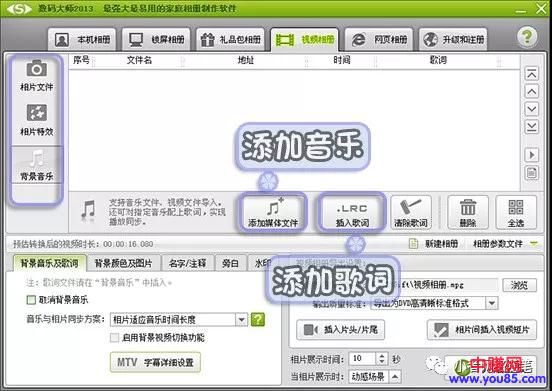 数码大师2013 是强大是易用的家庭相册制作软件
本机相册 锁屏相册 礼品包相册 视频相册 网页相册 升级和注册 ?
相片文件
相片特效
背景音乐
序号 文件名 地址 时间 歌词
添加音乐
支持音乐文件、视频文件导入。
还可对指定音乐配上歌词,实现
播放同步。
添加媒体文件
.LRC
插入歌词
清除歌词
删除
全选
添加歌词
预估转换后的视频时长: 00:00:16.080
新建相册 相册参数文件
背景音乐及歌词 背景颜色及图片 名字/注释 旁白 水印
注:歌词文件请在“背景音乐”中插入。
取消背景音乐
音乐与相片同步方案: 相片适应音乐时间长度 ?
启用背景视频切换功能
MTV 字幕详细设置
ft\视频相册.mpg 浏览
输出质量标准: 导出为DVD高清晰标准格式
插入片头/片尾
相片间插入视频短片
相片展示时间: 10 秒
当相片展示时: 动感场景
中赚网
www.you85.com